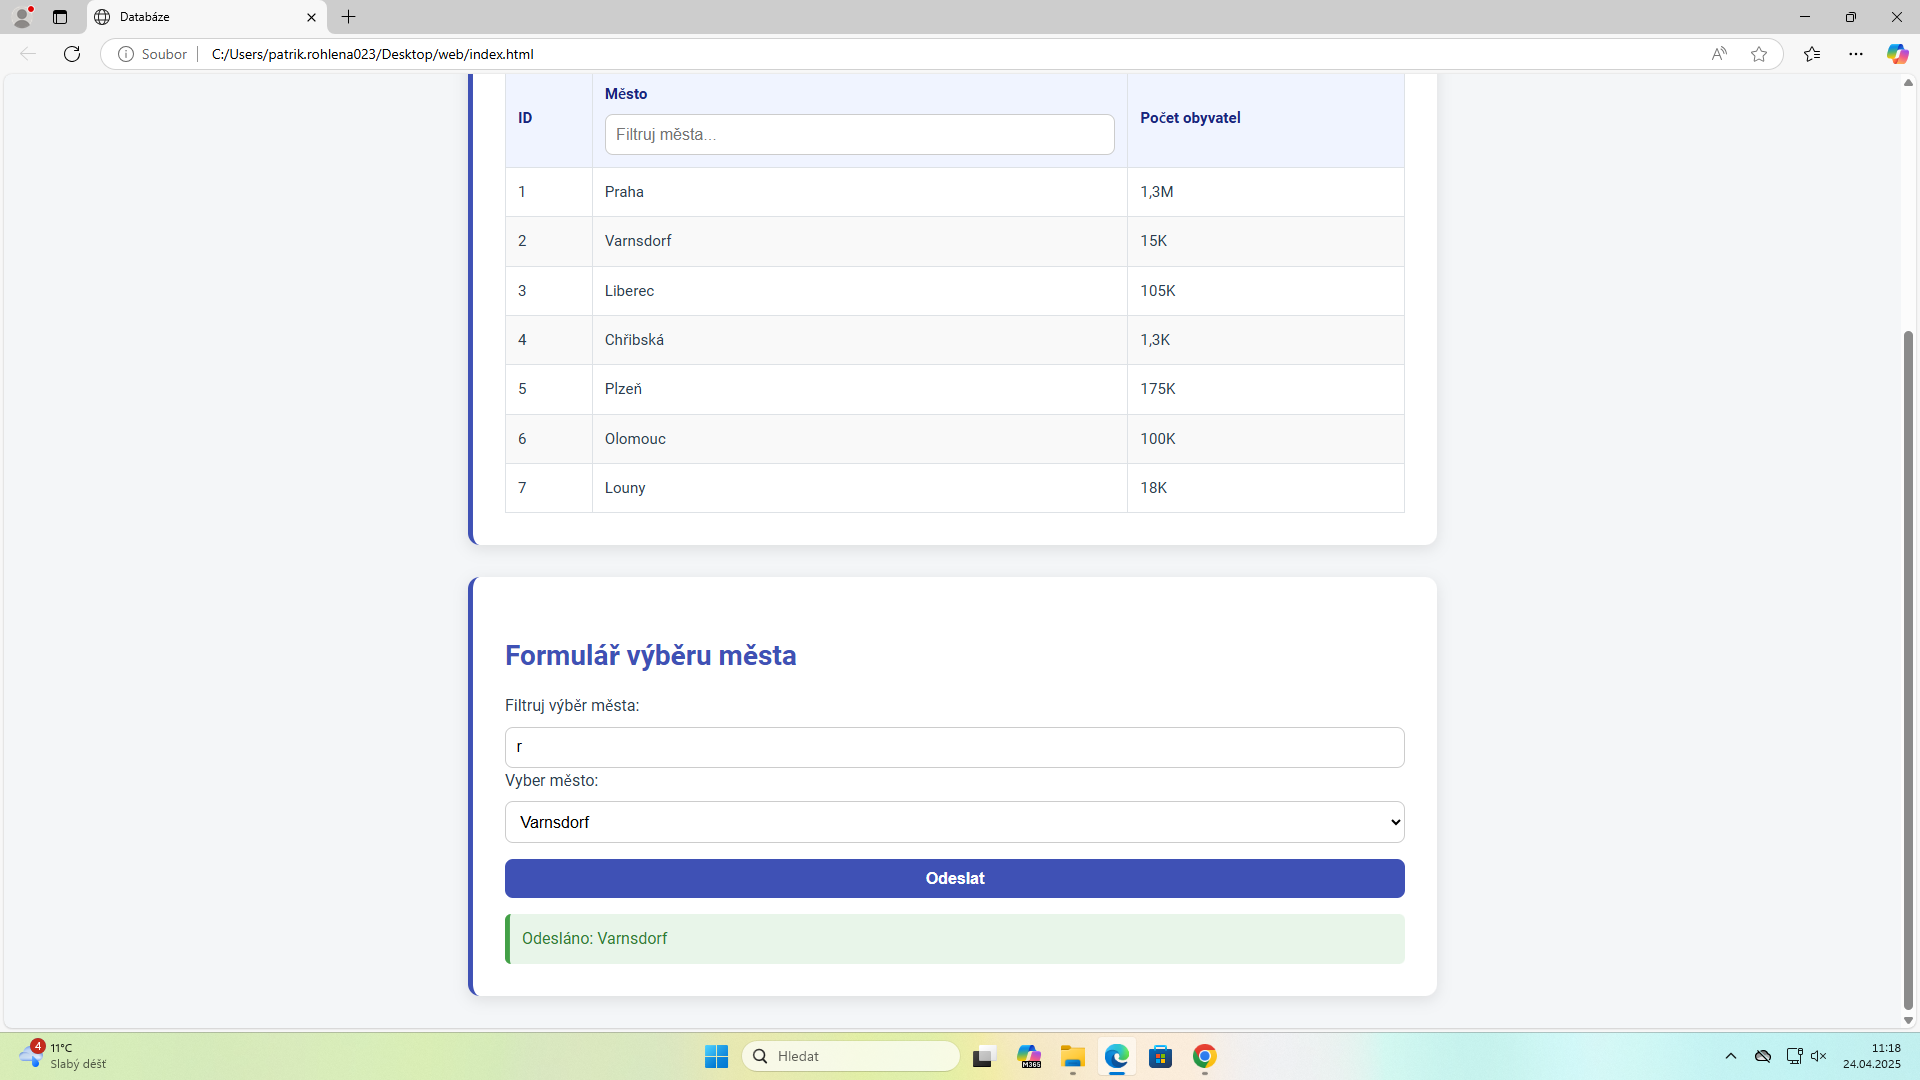 Databáze
Soubor C:/Users/patrik.rohlena023/Desktop/web/index.html
ID Město Počet obyvatel
Filtruj města...
1 Praha 1,3M
2 Varnsdorf 15K
3 Liberec 105K
4 Chřibská 1,3K
5 Plzeň 175K
6 Olomouc 100K
7 Louny 18K
Formulář výběru města
Filtruj výběr města:
r
Vyber město:
Varnsdorf
Odeslat
Odesláno: Varnsdorf
4
11°C
Slabý déšť
Hledat
M365
11:18
24.04.2025